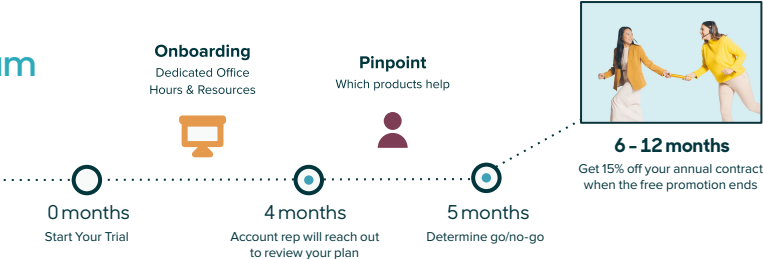 Onboarding
Dedicated Office
Hours & Resources
Pinpoint
Which products help
0 months
Start Your Trial
4 months
Account rep will reach out
to review your plan
5 months
Determine go/no-go
6 - 12 months
Get 15% off your annual contract
when the free promotion ends